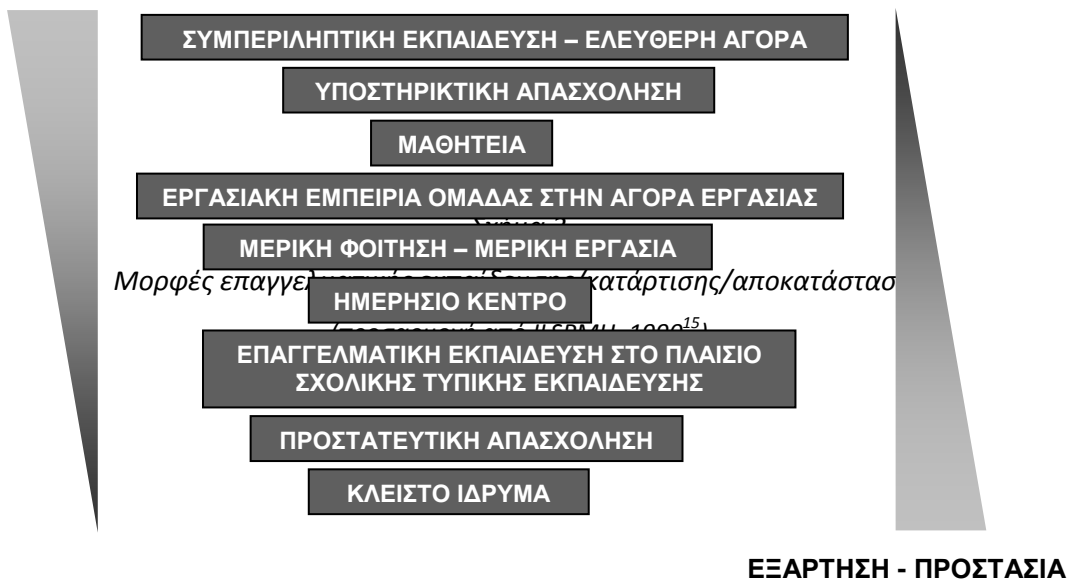 ΣΥΜΠΕΡΙΛΗΠΤΙΚΗ ΕΚΠΑΙΔΕΥΣΗ – ΕΛΕΥΘΕΡΗ ΑΓΟΡΑ
ΥΠΟΣΤΗΡΙΚΤΙΚΗ ΑΠΑΣΧΟΛΗΣΗ
ΜΑΘΗΤΕΙΑ
ΕΡΓΑΣΙΑΚΗ ΕΜΠΕΙΡΙΑ ΟΜΑΔΑΣ ΣΤΗΝ ΑΓΟΡΑ ΕΡΓΑΣΙΑΣ
ΜΕΡΙΚΗ ΦΟΙΤΗΣΗ – ΜΕΡΙΚΗ ΕΡΓΑΣΙΑ
Μορφές /κατάρτισης/αποκατάστασ
ΗΜΕΡΗΣΙΟ ΚΕΝΤΡΟ
ΕΠΑΓΓΕΛΜΑΤΙΚΗ ΕΚΠΑΙΔΕΥΣΗ ΣΤΟ ΠΛΑΙΣΙΟ
ΣΧΟΛΙΚΗΣ ΤΥΠΙΚΗΣ ΕΚΠΑΙΔΕΥΣΗΣ
ΠΡΟΣΤΑΤΕΥΤΙΚΗ ΑΠΑΣΧΟΛΗΣΗ
ΚΛΕΙΣΤΟ ΙΔΡΥΜΑ
ΕΞΑΡΤΗΣΗ - ΠΡΟΣΤΑΣΙΑ